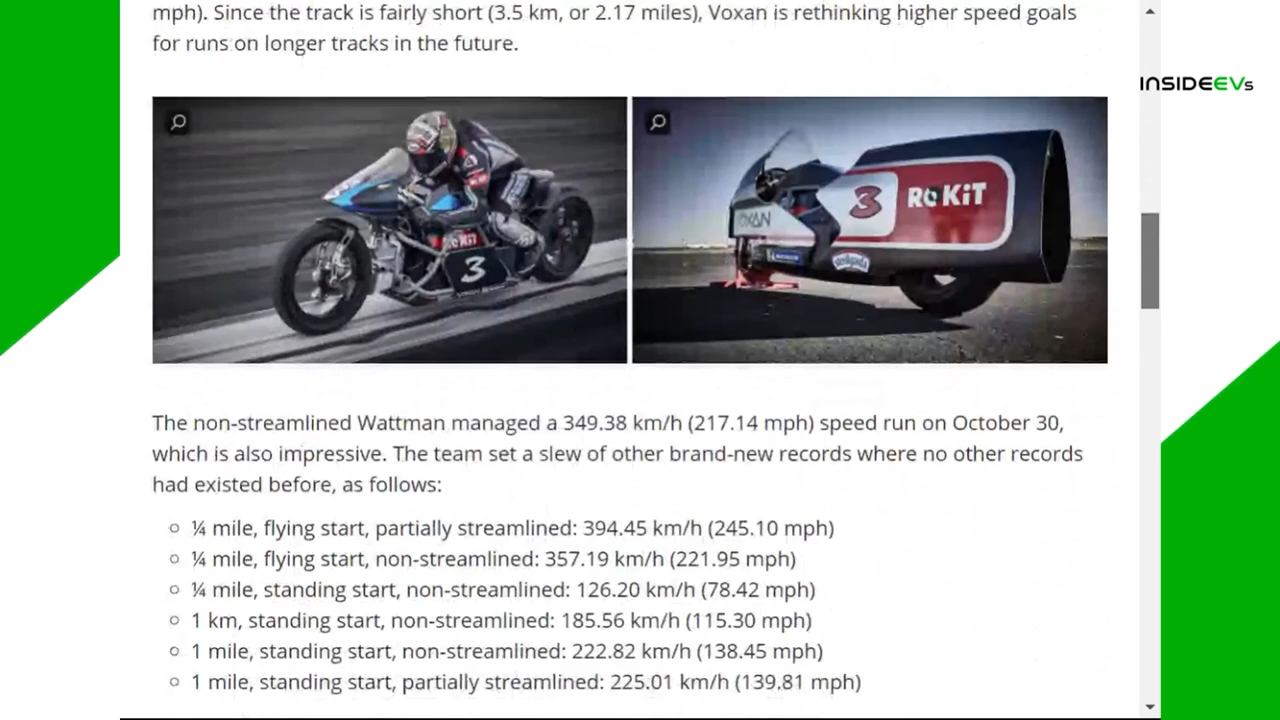 mph). Since the track is fairly short (3.5 km, or 2.17 miles), Voxan is rethinking higher speed goals
for runs on longer tracks in the future.
INSIDEEVs
ROKiT
3
3
ROKiT
VOXAN
The non-streamlined Wattman managed a 349.38 km/h (217.14 mph) speed run on October 30,
which is also impressive. The team set a slew of other brand-new records where no other records
had existed before, as follows:
¼ mile, flying start, partially streamlined: 394.45 km/h (245.10 mph)
¼ mile, flying start, non-streamlined: 357.19 km/h (221.95 mph)
¼ mile, standing start, non-streamlined: 126.20 km/h (78.42 mph)
1 km, standing start, non-streamlined: 185.56 km/h (115.30 mph)
1 mile, standing start, non-streamlined: 222.82 km/h (138.45 mph)
1 mile, standing start, partially streamlined: 225.01 km/h (139.81 mph)